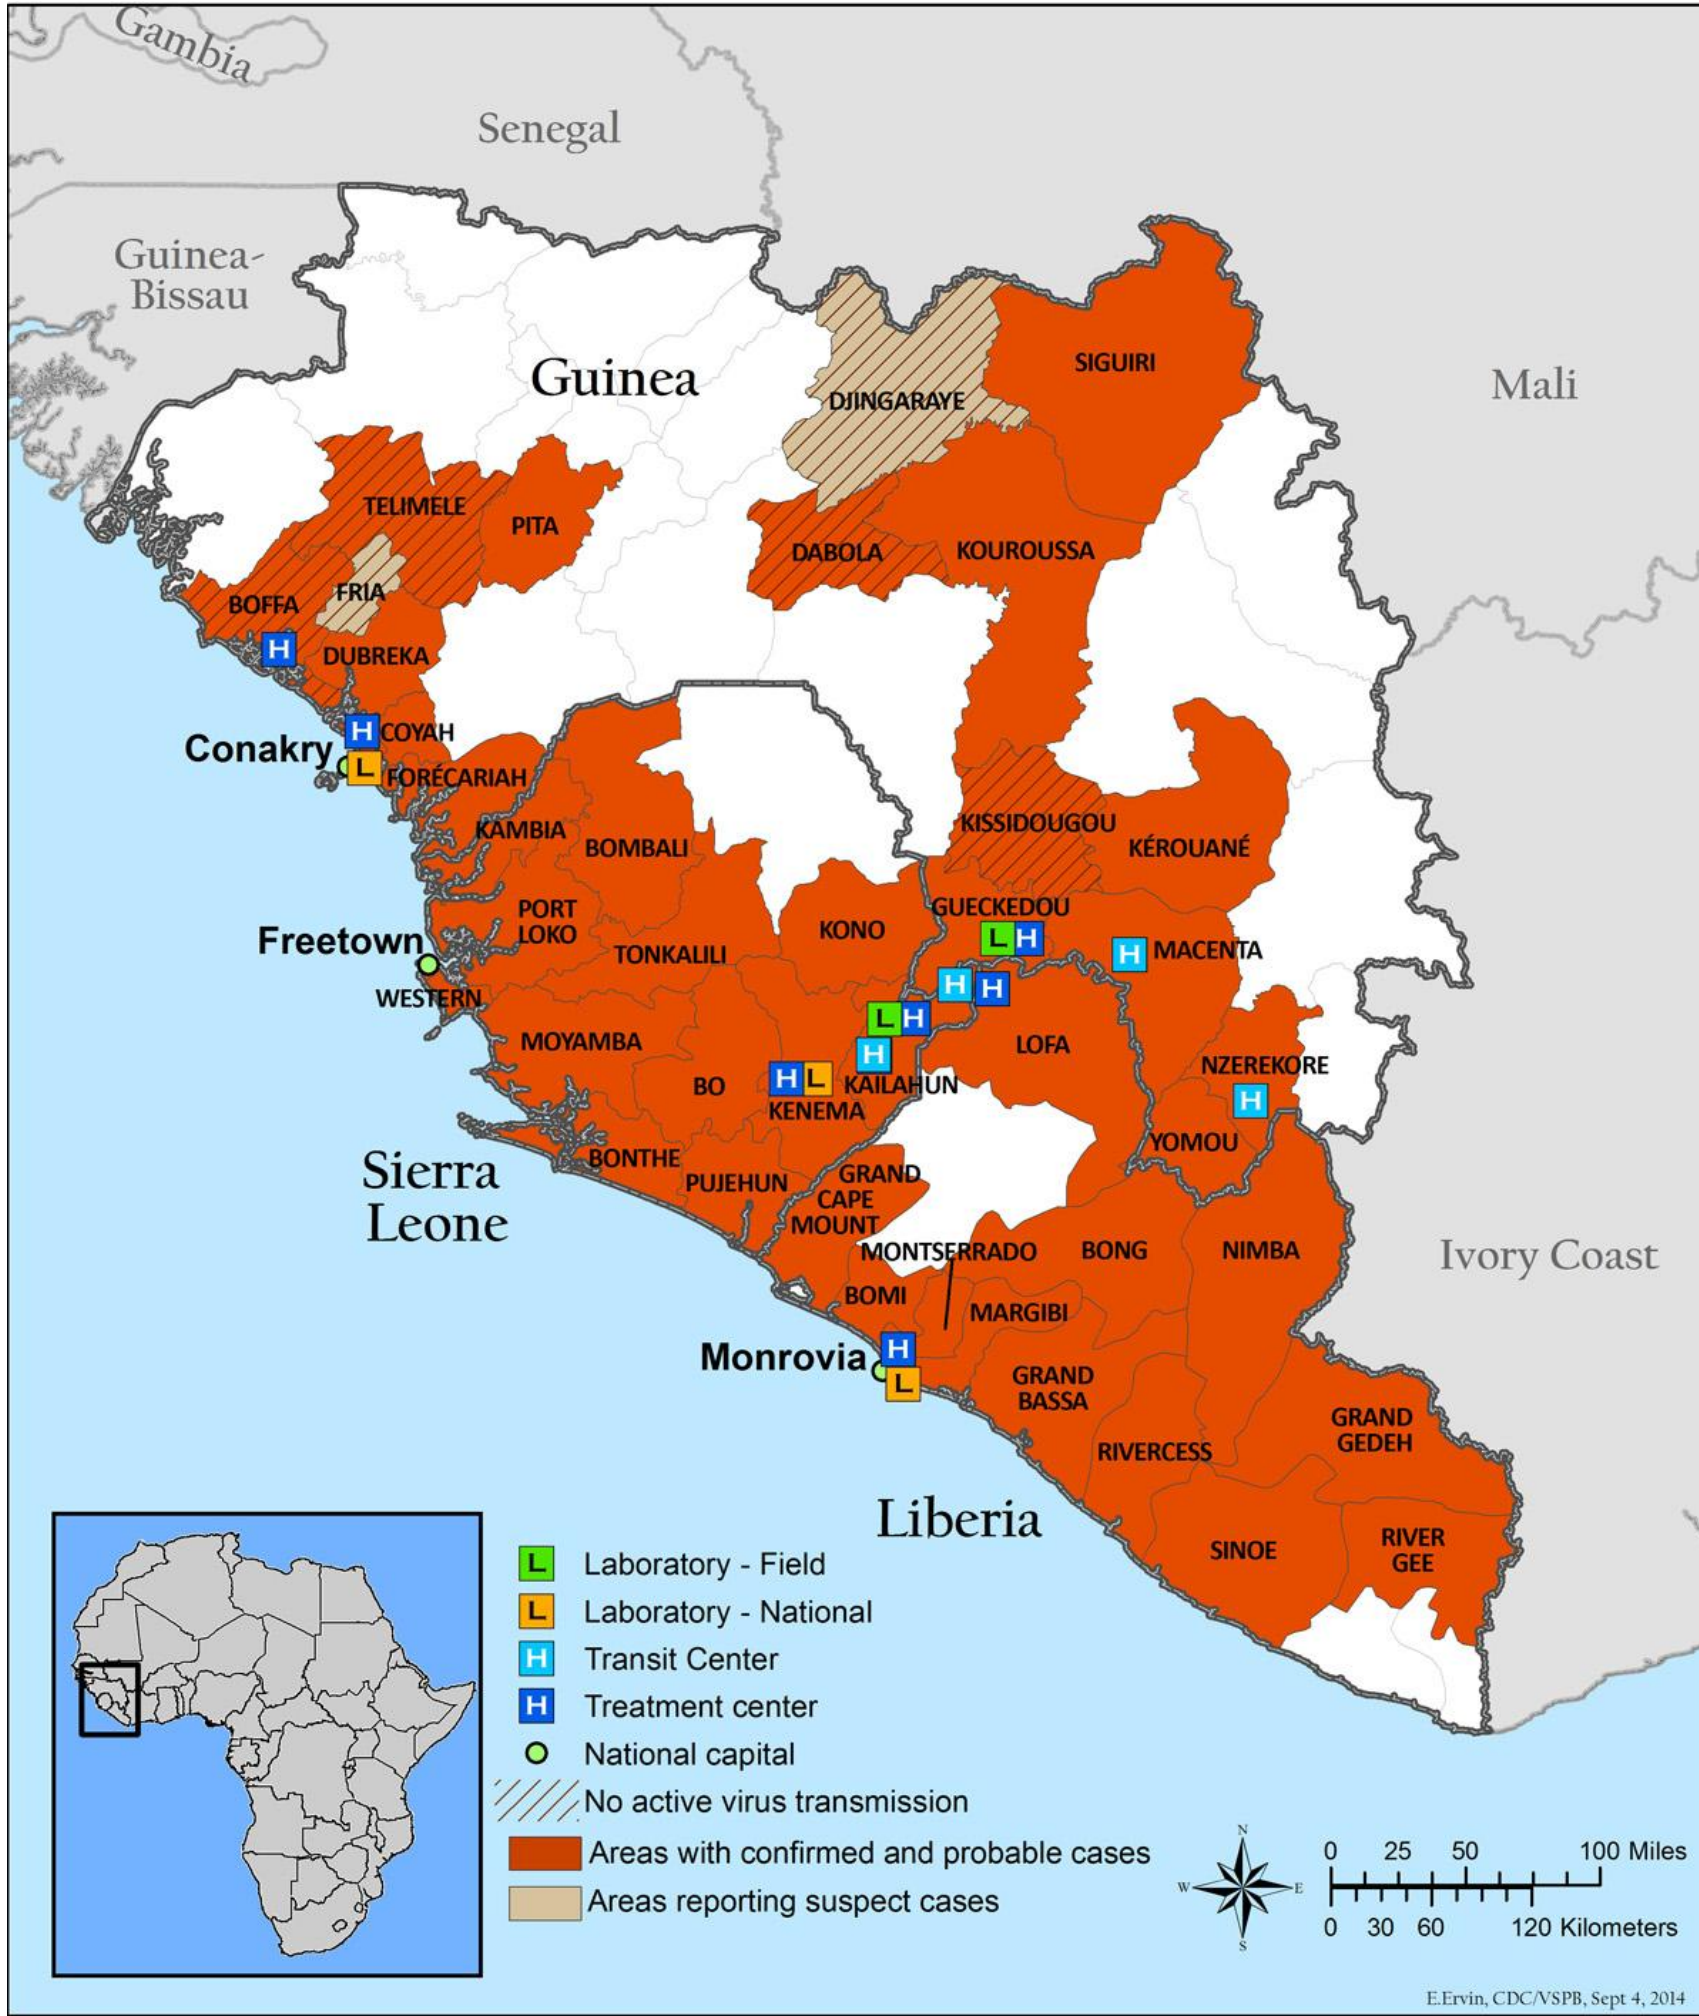 Gambia
Senegal
Guinea-
Bissau
Guinea
Mali
SIGUIRI
DJINGARAYE
TELIMELE
PITA
DABOLA
KOUROUSSA
FRIA
BOFFA
H
DUBREKA
H
COYAH
Conakry
L
FORÉCARIAH
KISSIDOUGOU
KÉROUANÉ
KAMBIA
BOMBALI
PORT
LOKO
KONO
GUECKEDOU
L H
H
MACENTA
Freetown
TONKALILI
WESTERN
H
H
L H
H
MOYAMBA
LOFA
BO
H L
KAILAHUN
KENEMA
NZEREKORE
H
YOMOU
BONTHE
PUJEHUN
Sierra
Leone
GRAND
CAPE
MOUNT
MONTSERRADO
BONG
NIMBA
Ivory Coast
BOMI
MARGIBI
Monrovia
H
L
GRAND
BASSA
RIVERCESS
GRAND
GEDEH
Liberia
SINOE
RIVER
GEE
L Laboratory - Field
L Laboratory - National
H Transit Center
H Treatment center
National capital
No active virus transmission
Areas with confirmed and probable cases
Areas reporting suspect cases
N
W E
S
0 25 50 100 Miles
0 30 60 120 Kilometers
E.Ervin, CDC/VSPB, Sept 4, 2014